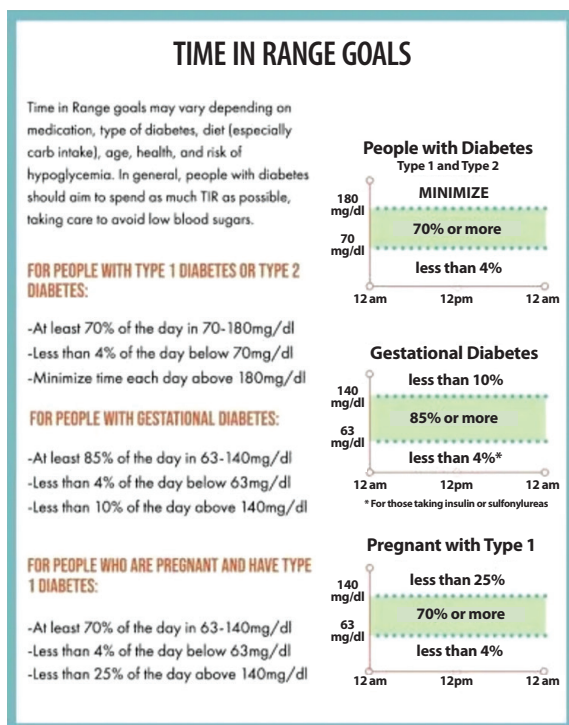 TIME IN RANGE GOALS
Time in Range goals may vary depending on
medication, type of diabetes, diet (especially
carb intake), age, health, and risk of
hypoglycemia. In general, people with diabetes
should aim to spend as much TIR as possible,
taking care to avoid low blood sugars.
FOR PEOPLE WITH TYPE 1 DIABETES OR TYPE 2
DIABETES:
-At least 70% of the day in 70-180mg/dl
-Less than 4% of the day below 70mg/dl
-Minimize time each day above 180mg/dl
FOR PEOPLE WITH GESTATIONAL DIABETES:
-At least 85% of the day in 63-140mg/dl
-Less than 4% of the day below 63mg/dl
-Less than 10% of the day above 140mg/dl
FOR PEOPLE WHO ARE PREGNANT AND HAVE TYPE
1 DIABETES:
-At least 70% of the day in 63-140mg/dl
-Less than 4% of the day below 63mg/dl
-Less than 25% of the day above 140mg/dl
People with Diabetes
Type 1 and Type 2
MINIMIZE
180
mg/dl
70% or more
70
mg/dl
less than 4%
12 am 12pm 12 am
Gestational Diabetes
less than 10%
140
mg/dl
85% or more
63
mg/dl
less than 4%*
12 am 12pm 12 am
* For those taking insulin or sulfonylureas
Pregnant with Type 1
less than 25%
140
mg/dl
70% or more
63
mg/dl
less than 4%
12 am 12pm 12 am